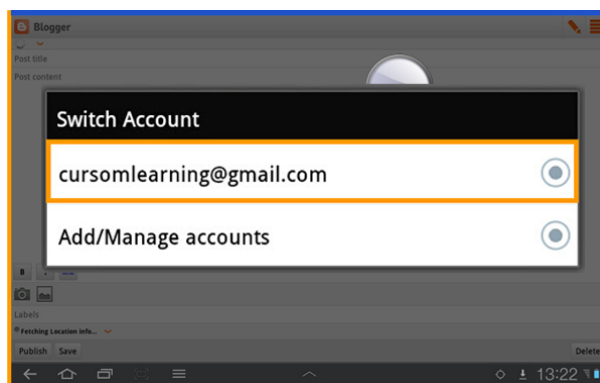 Blogger
Post title
Post content
Switch Account
cursomlearning@gmail.com
Add/Manage accounts
Labels
Fetching Location info...
Publish Save Delete
13:22